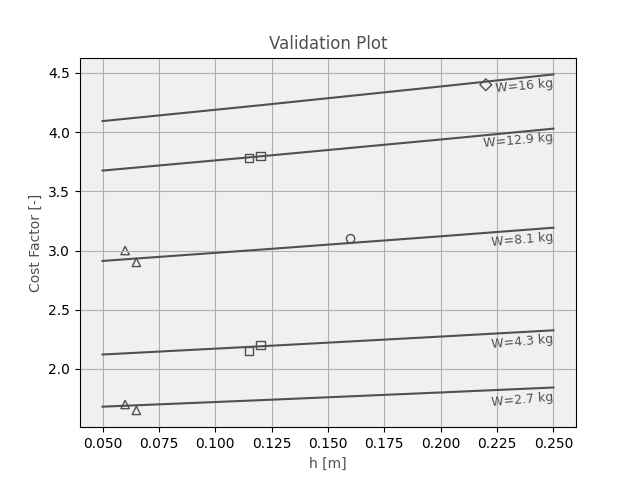 Validation Plot
4.5
4.0
3.5
3.0
2.5
2.0
Cost Factor [-]
W=16 kg
W=12.9 kg
W=8.1 kg
W=4.3 kg
W=2.7 kg
0.050 0.075 0.100 0.125 0.150 0.175 0.200 0.225 0.250
h [m]